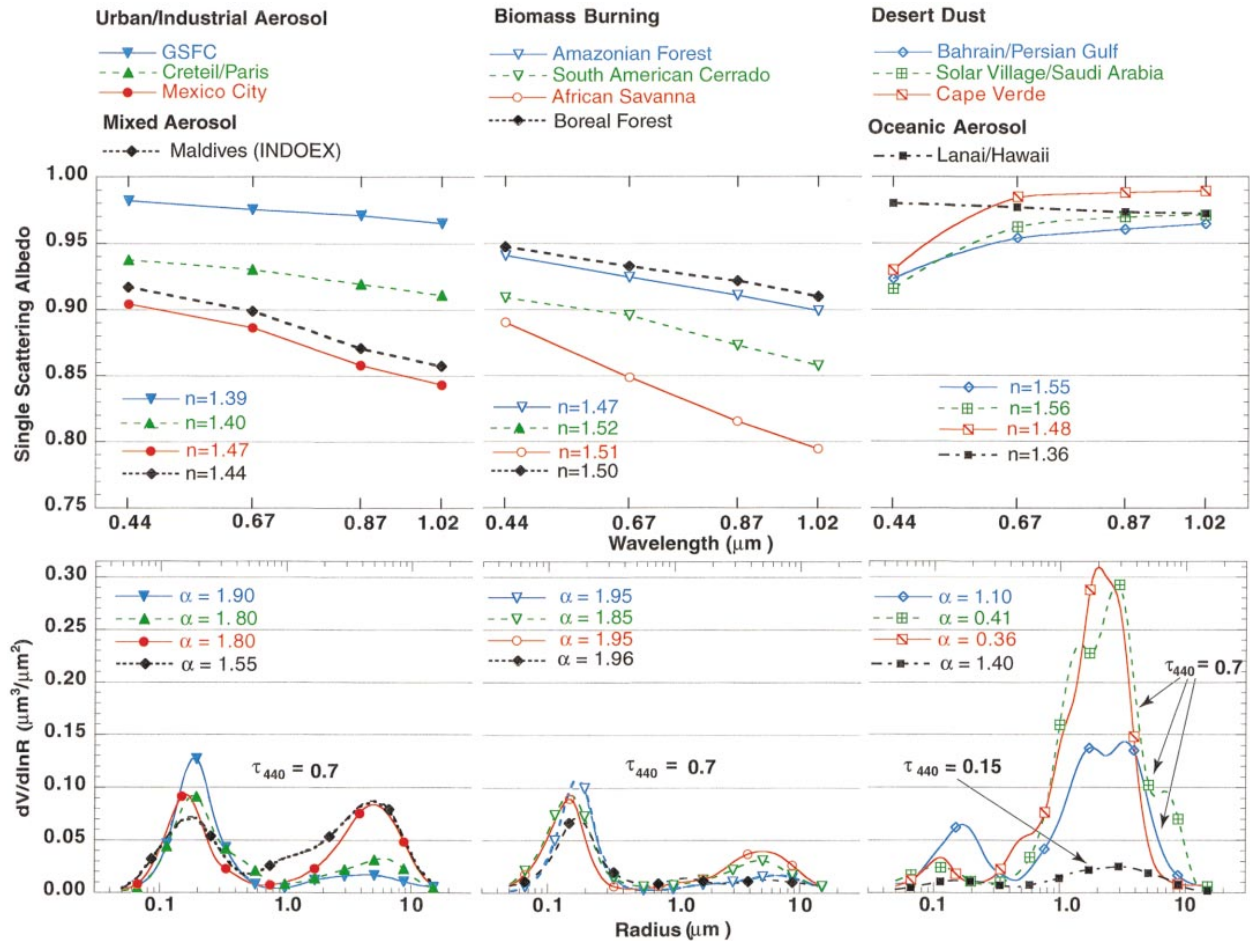 Urban/Industrial Aerosol
GSFC
Creteil/Paris
Mexico City
Mixed Aerosol
Maldives (INDOEX)
Biomass Burning
Amazonian Forest
South American Cerrado
African Savanna
Boreal Forest
Desert Dust
Bahrain/Persian Gulf
Solar Village/Saudi Arabia
Cape Verde
Oceanic Aerosol
Lanai/Hawaii
Single Scattering Albedo
1.00
0.95
0.90
0.85
0.80
0.75
n=1.39
n=1.40
n=1.47
n=1.44
0.44 0.67 0.87 1.02
n=1.47
n=1.52
n=1.51
n=1.50
0.44 0.67 0.87 1.02
n=1.55
n=1.56
n=1.48
n=1.36
0.44 0.67 0.87 1.02
Wavelength (μm )
dV/dlnR (μm³/μm²)
0.30
0.25
0.20
0.15
0.10
0.05
0.00
α = 1.90
α = 1. 80
α = 1.80
α = 1.55
τ440 = 0.7
0.1 1.0 10
α = 1.95
α = 1.85
α = 1.95
α = 1.96
τ440 = 0.7
0.1 1.0 10
α = 1.10
α = 0.41
α = 0.36
α = 1.40
τ440 = 0.7
τ440 = 0.15
0.1 1.0 10
Radius(μm )